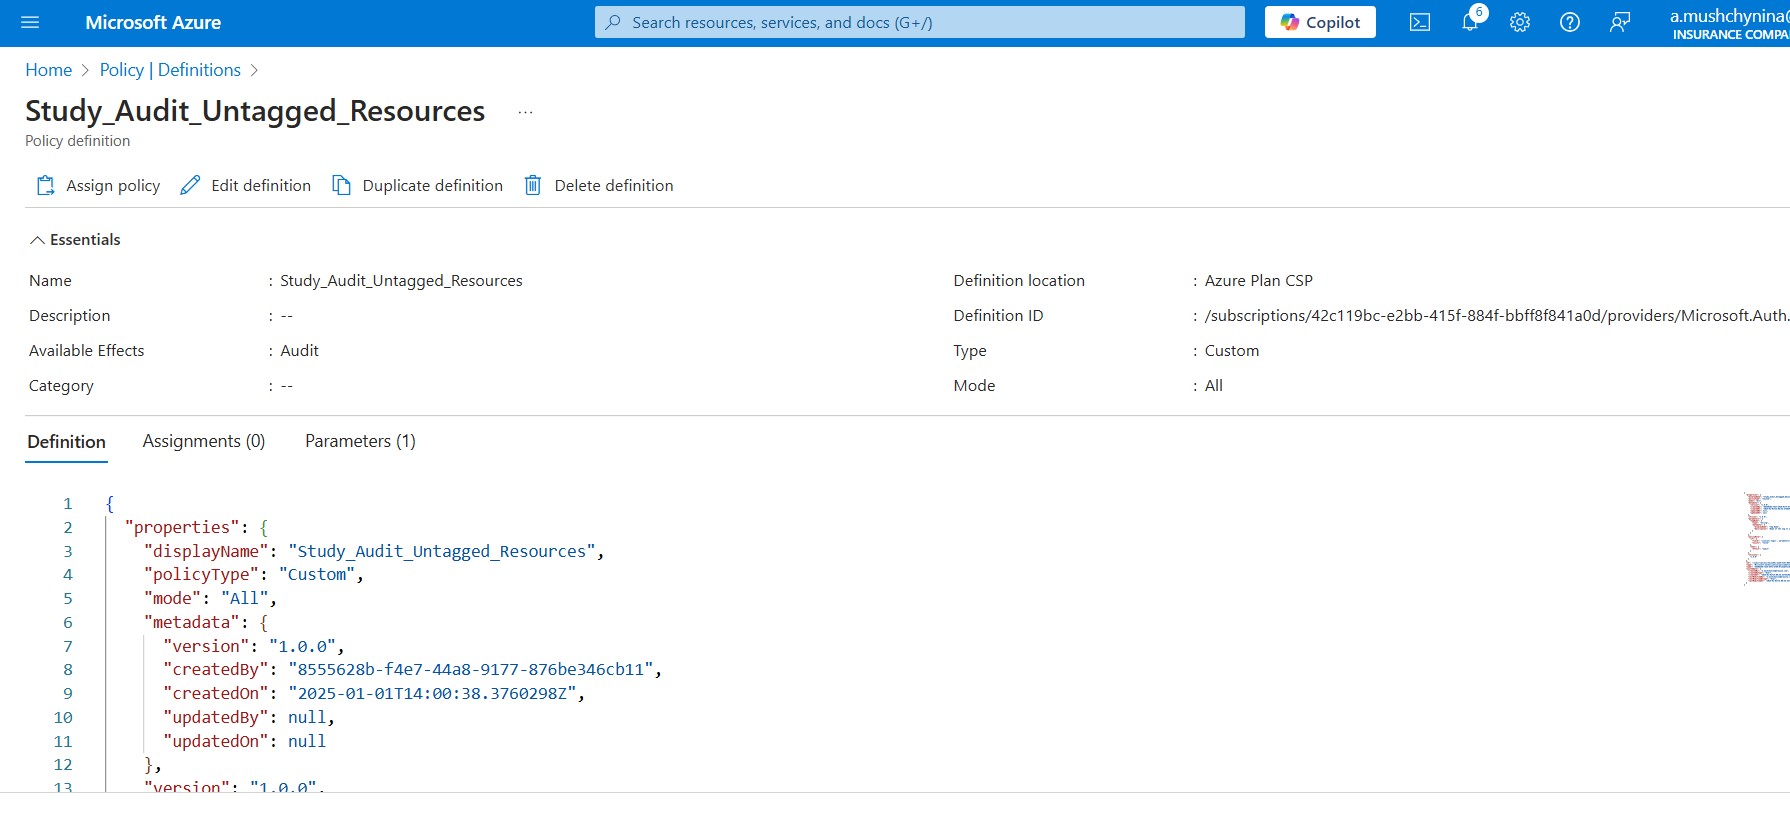 Microsoft Azure
Search resources, services, and docs (G+/)
Copilot
6
a.mushchynina@
INSURANCE COMPA
Home > Policy | Definitions >
Study_Audit_Untagged_Resources ...
Policy definition
Assign policy Edit definition Duplicate definition Delete definition
Essentials
Name : Study_Audit_Untagged_Resources
Description : --
Available Effects : Audit
Category : --
Definition location : Azure Plan CSP
Definition ID : /subscriptions/42c119bc-e2bb-415f-884f-bbff8f841a0d/providers/Microsoft.Auth.
Type : Custom
Mode : All
Definition Assignments (0) Parameters (1)
1 {
2 "properties": {
3 "displayName": "Study_Audit_Untagged_Resources",
4 "policyType": "Custom",
5 "mode": "All",
6 "metadata": {
7 "version": "1.0.0",
8 "createdBy": "8555628b-f4e7-44a8-9177-876be346cb11",
9 "createdOn": "2025-01-01T14:00:38.3760298Z",
10 "updatedBy": null,
11 "updatedOn": null
12 },
13 "version": "1.0.0",